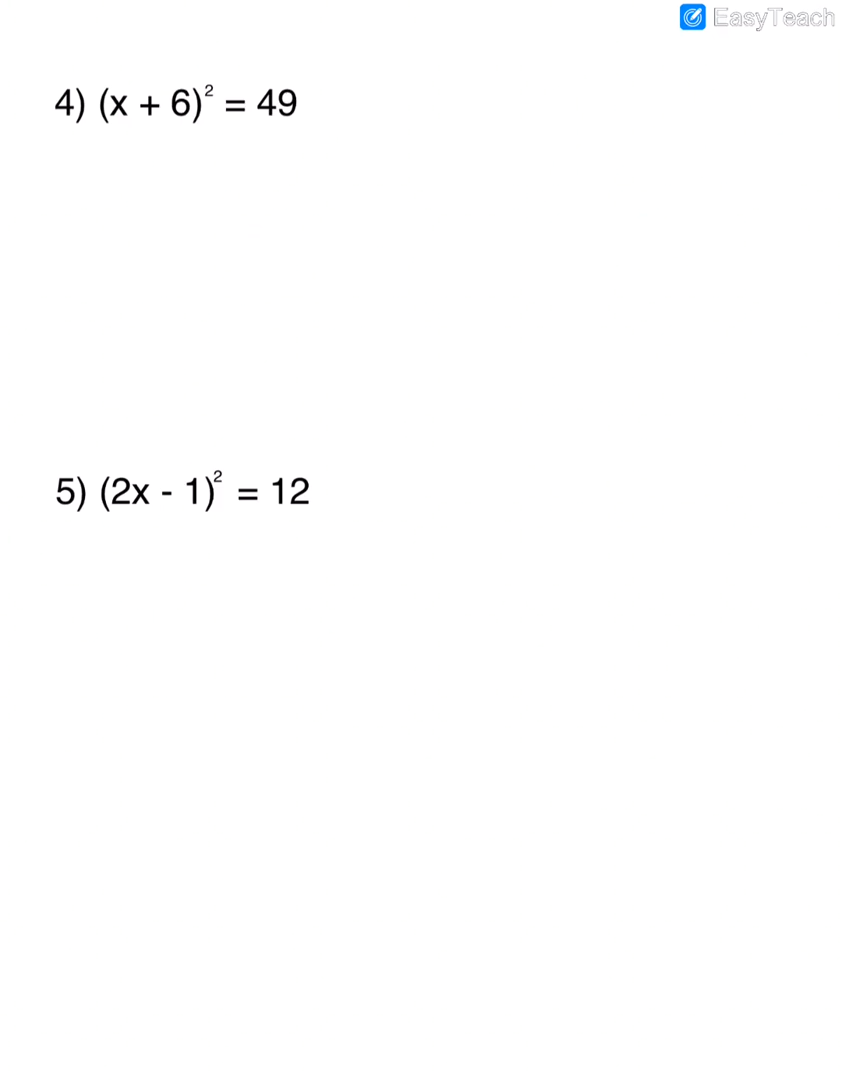 EasyTeach
4) (x + 6)² = 49
5) (2x - 1)² = 12